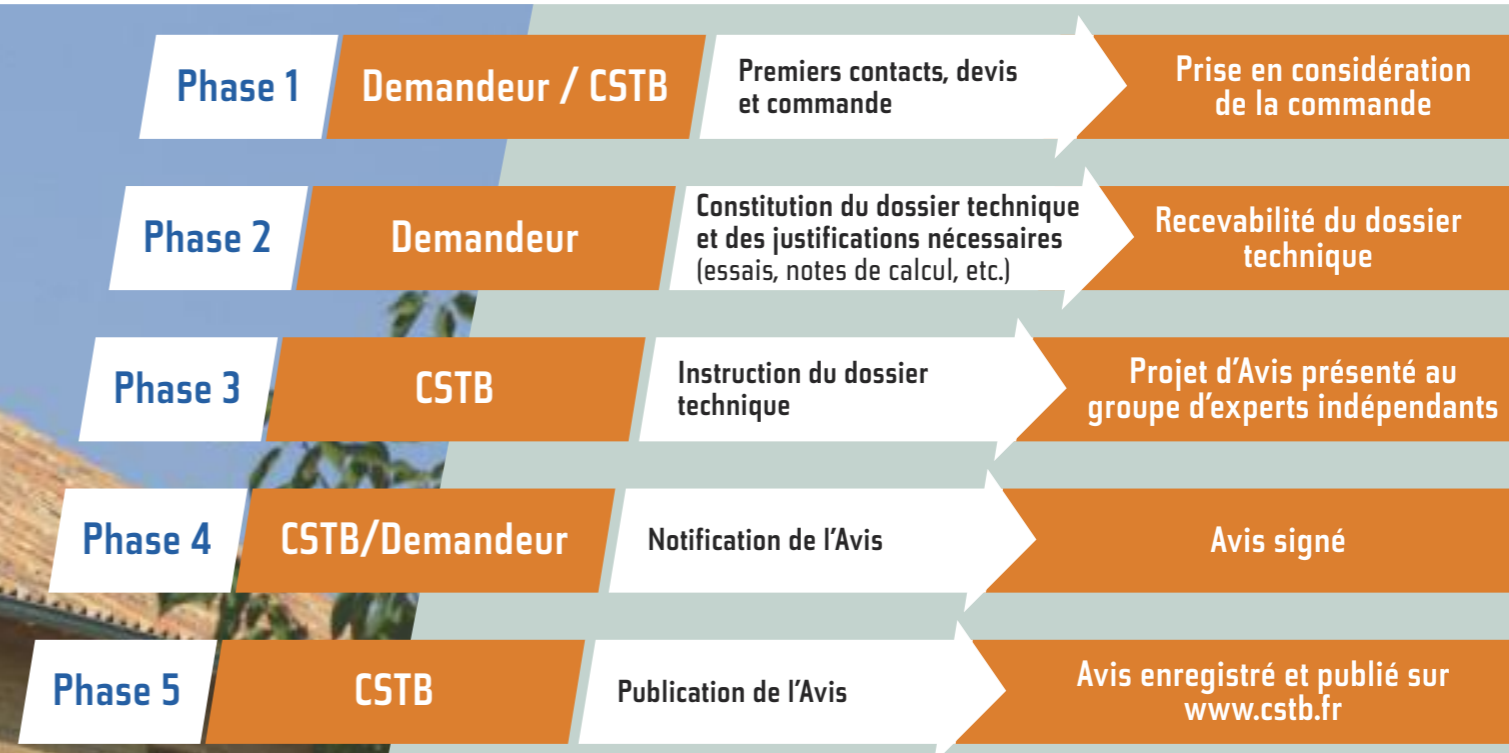 Phase 1
Demandeur / CSTB
Premiers contacts, devis
et commande
Prise en considération
de la commande
Phase 2
Demandeur
Constitution du dossier technique
et des justifications nécessaires
(essais, notes de calcul, etc.)
Recevabilité du dossier
technique
Phase 3
CSTB
Instruction du dossier
technique
Projet d'Avis présenté au
groupe d'experts indépendants
Phase 4
CSTB/Demandeur
Notification de l'Avis
Avis signé
Phase 5
CSTB
Publication de l'Avis
Avis enregistré et publié sur
www.cstb.fr